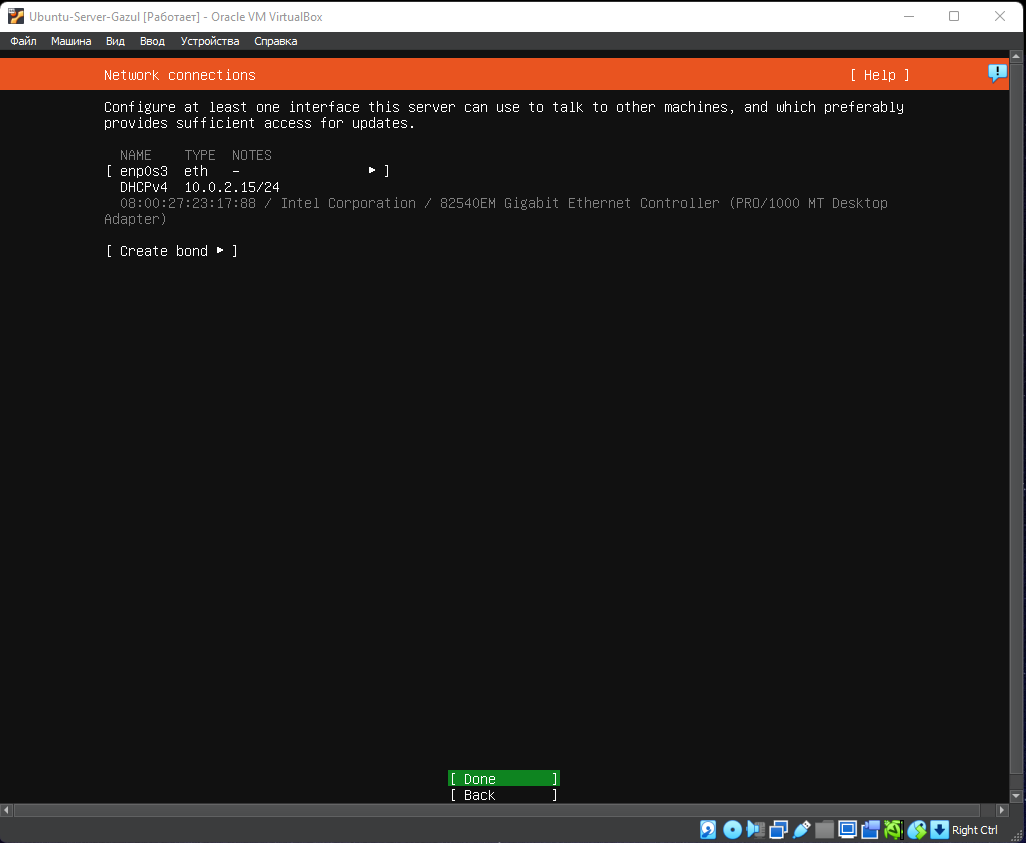 Ubuntu-Server-Gazul [Работает] - Oracle VM VirtualBox
Файл Машина Вид Ввод Устройства Справка
Network connections [ Help ]
Configure at least one interface this server can use to talk to other machines, and which preferably
provides sufficient access for updates.
NAME TYPE NOTES
[ enp0s3 eth – ▸ ]
DHCPv4 10.0.2.15/24
08:00:27:23:17:88 / Intel Corporation / 82540EM Gigabit Ethernet Controller (PRO/1000 MT Desktop
Adapter)
[ Create bond ▸ ]
[ Done ]
[ Back ]
Right Ctrl